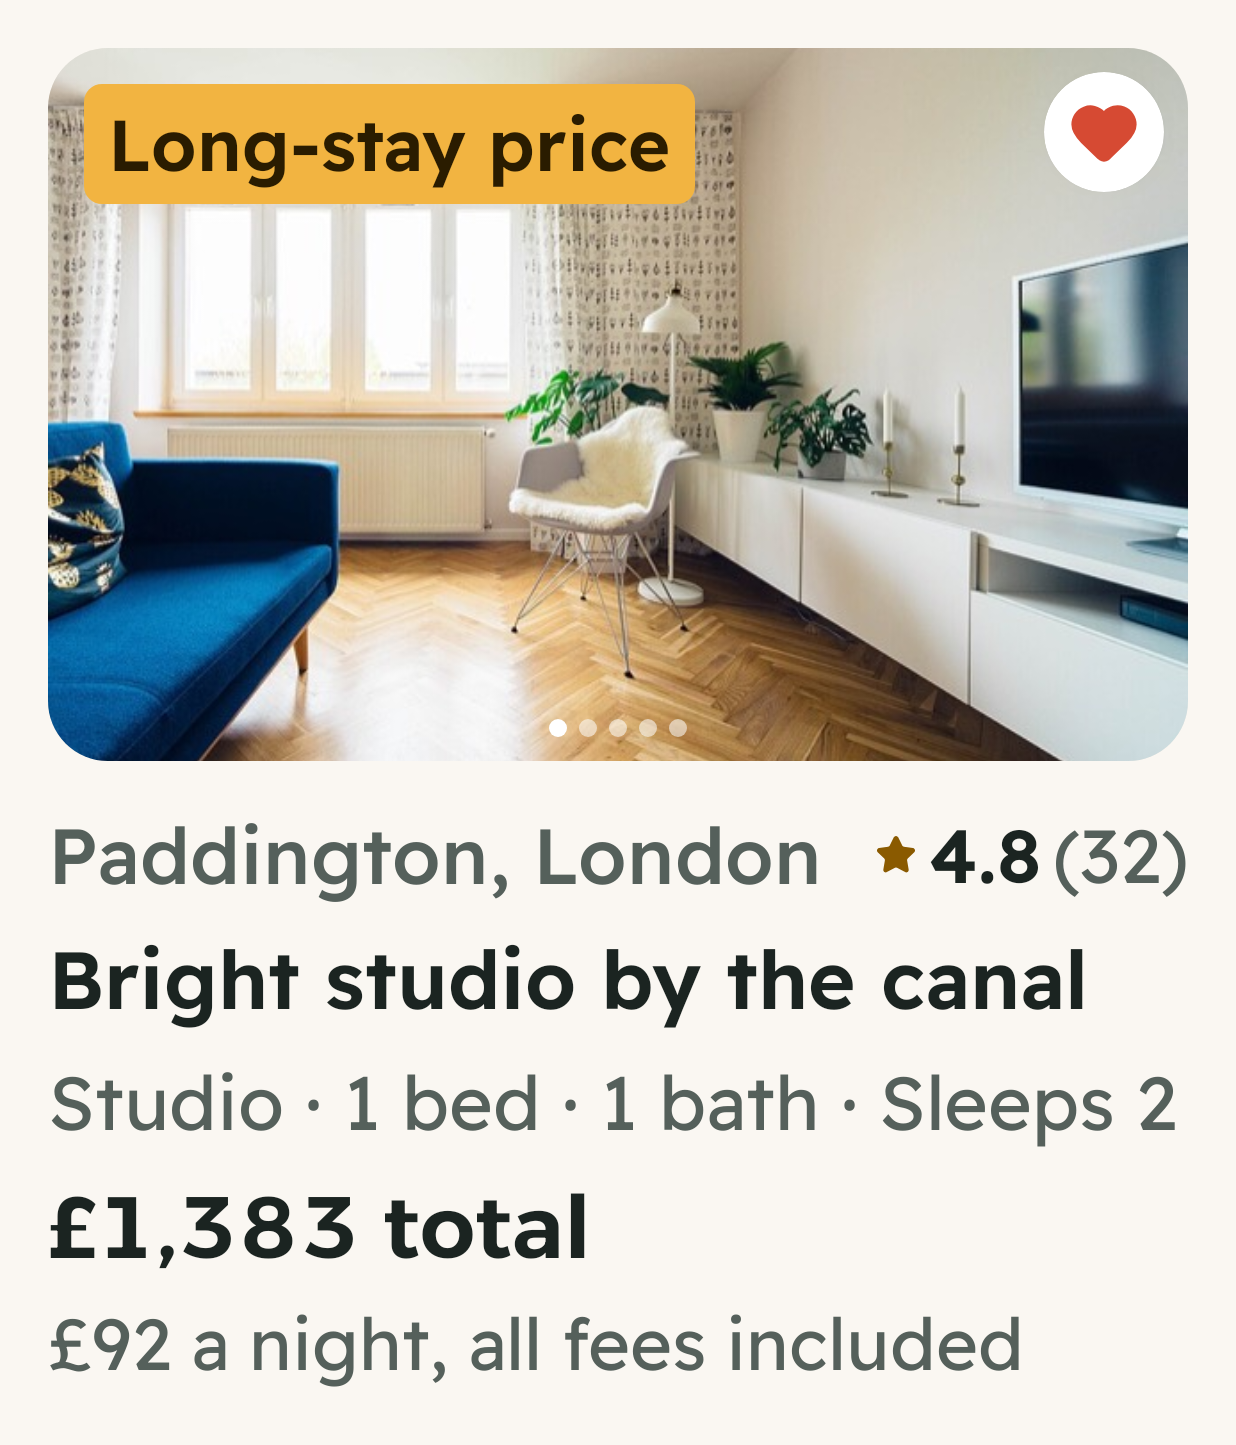 Long-stay price
Paddington, London ★ 4.8 (32)
Bright studio by the canal
Studio · 1 bed · 1 bath · Sleeps 2
£1,383 total
£92 a night, all fees included